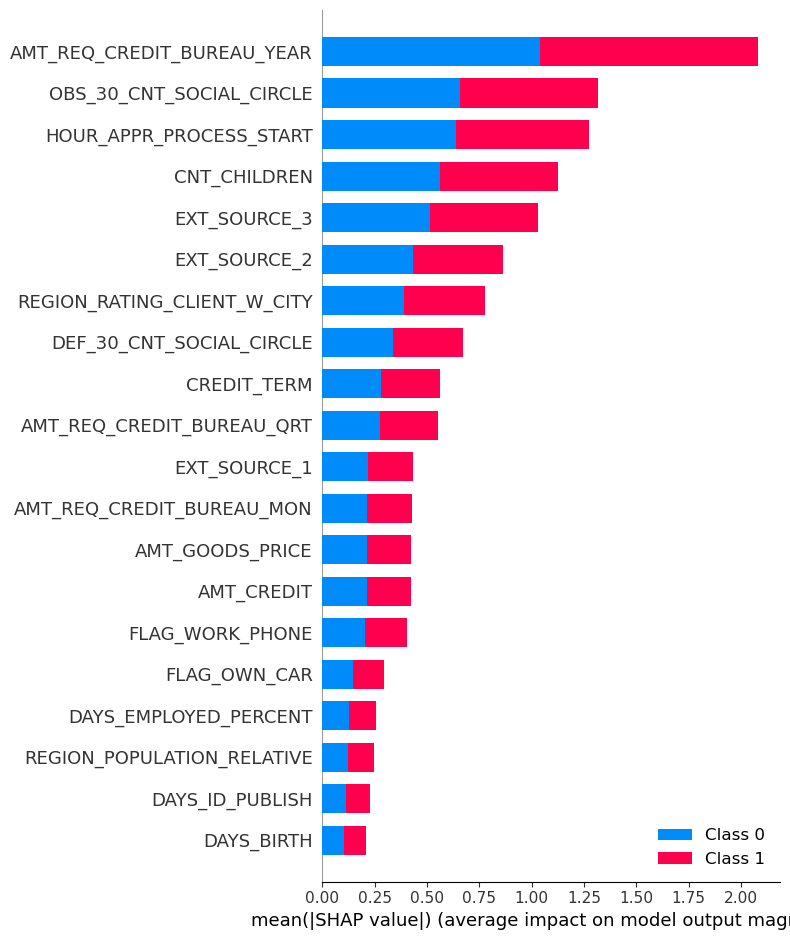 AMT_REQ_CREDIT_BUREAU_YEAR
OBS_30_CNT_SOCIAL_CIRCLE
HOUR_APPR_PROCESS_START
CNT_CHILDREN
EXT_SOURCE_3
EXT_SOURCE_2
REGION_RATING_CLIENT_W_CITY
DEF_30_CNT_SOCIAL_CIRCLE
CREDIT_TERM
AMT_REQ_CREDIT_BUREAU_QRT
EXT_SOURCE_1
AMT_REQ_CREDIT_BUREAU_MON
AMT_GOODS_PRICE
AMT_CREDIT
FLAG_WORK_PHONE
FLAG_OWN_CAR
DAYS_EMPLOYED_PERCENT
REGION_POPULATION_RELATIVE
DAYS_ID_PUBLISH
DAYS_BIRTH
Class 0
Class 1
0.00 0.25 0.50 0.75 1.00 1.25 1.50 1.75 2.00
mean(|SHAP value|) (average impact on model output magn